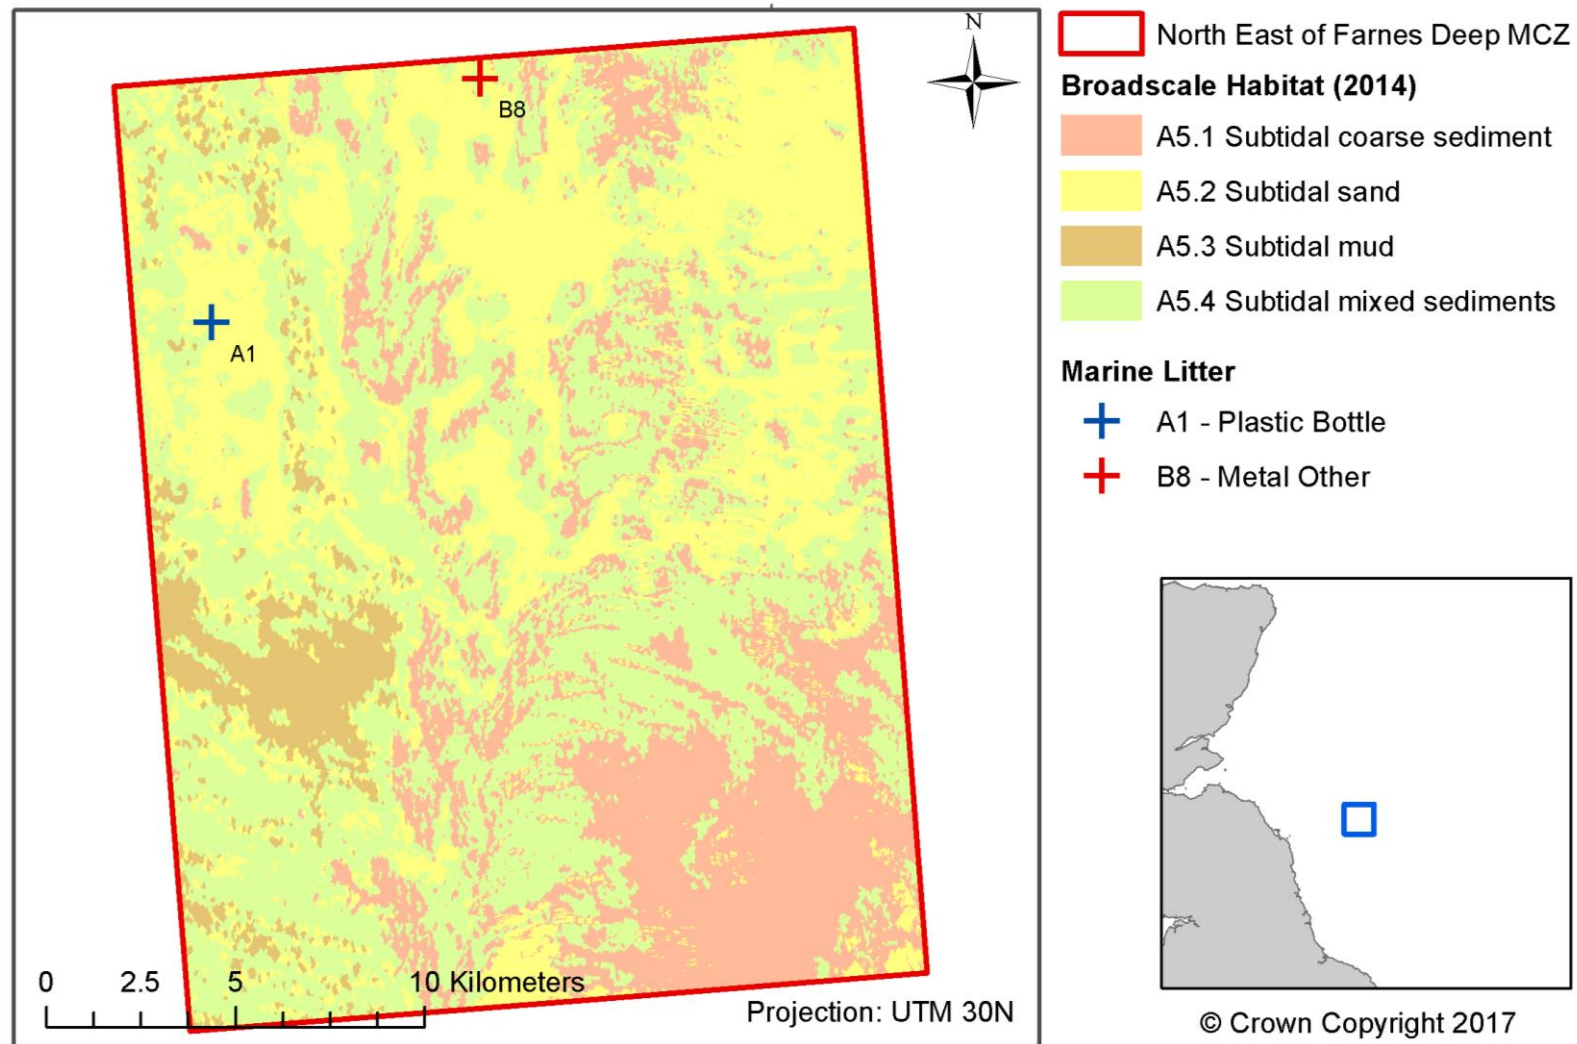 N
B8
A1
0 2.5 5 10 Kilometers
Projection: UTM 30N
North East of Farnes Deep MCZ
Broadscale Habitat (2014)
A5.1 Subtidal coarse sediment
A5.2 Subtidal sand
A5.3 Subtidal mud
A5.4 Subtidal mixed sediments
Marine Litter
A1 - Plastic Bottle
B8 - Metal Other
© Crown Copyright 2017